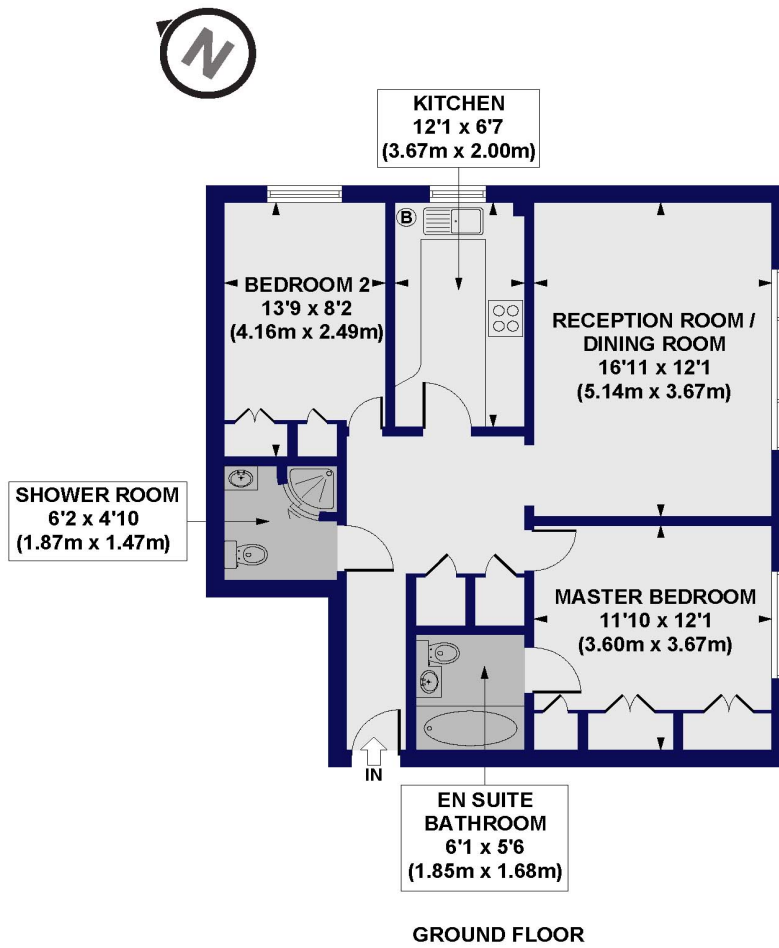 N
KITCHEN
12'1 x 6'7
(3.67m x 2.00m)
B
BEDROOM 2
13'9 x 8'2
(4.16m x 2.49m)
RECEPTION ROOM /
DINING ROOM
16'11 x 12'1
(5.14m x 3.67m)
SHOWER ROOM
6'2 x 4'10
(1.87m x 1.47m)
MASTER BEDROOM
11'10 x 12'1
(3.60m x 3.67m)
IN
EN SUITE
BATHROOM
6'1 x 5'6
(1.85m x 1.68m)
GROUND FLOOR